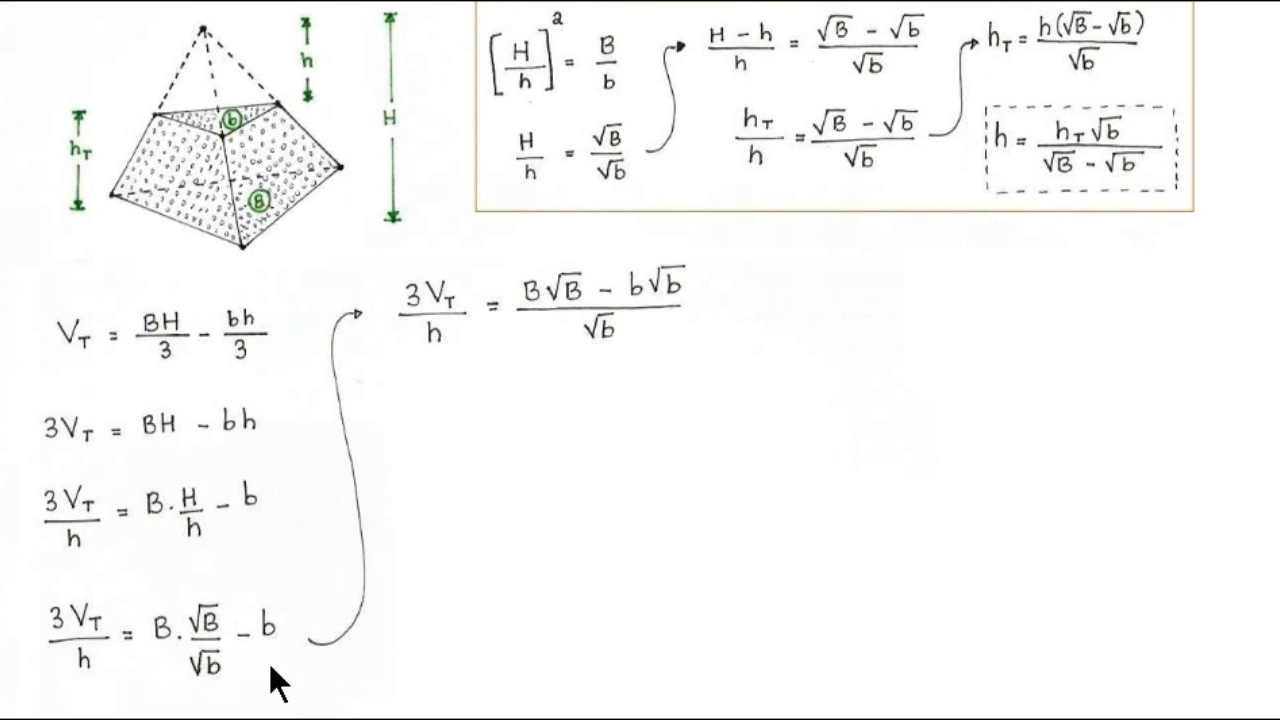 h
H
h_T
b
B
[H/h]² = B/b
H/h = √B/√b
(H - h)/h = (√B - √b)/√b
h_T/h = (√B - √b)/√b
h_T = h(√B - √b)/√b
h = h_T√b/(√B - √b)
V_T = BH/3 - bh/3
3V_T = BH - bh
3V_T/h = B.H/h - b
3V_T/h = B.√B/√b - b
3V_T/h = (B√B - b√b)/√b